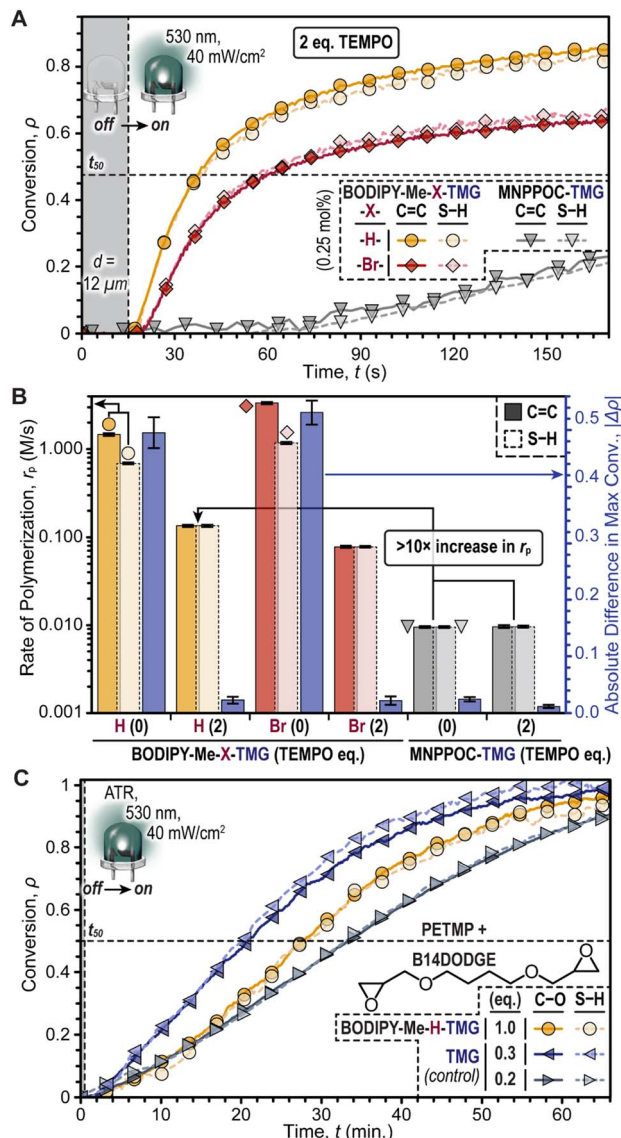 A
530 nm,
40 mW/cm²
2 eq. TEMPO
off → on
t₅₀
d =
12 µm
BODIPY-Me-X-TMG MNPPOC-TMG
(0.25 mol%)
-X- C=C S−H C=C S−H
-H-
-Br-
Conversion, ρ
0.8
0.6
0.4
0.2
0
30 60 90 120 150
Time, t (s)
B
C=C
S−H
>10× increase in rₚ
Rate of Polymerization, rₚ (M/s)
1.000
0.100
0.010
0.001
Absolute Difference in Max Conv., |Δρ|
0.5
0.4
0.3
0.2
0.1
0.0
H (0) H (2) Br (0) Br (2) (0) (2)
BODIPY-Me-X-TMG (TEMPO eq.) MNPPOC-TMG (TEMPO eq.)
C
ATR,
530 nm,
40 mW/cm²
off → on
t₅₀
PETMP +
B14DODGE
O O O O
(eq.) C−O S−H
BODIPY-Me-H-TMG 1.0
TMG 0.3
(control) 0.2
Conversion, ρ
1
0.8
0.6
0.4
0.2
0
0 10 20 30 40 50 60
Time, t (min.)